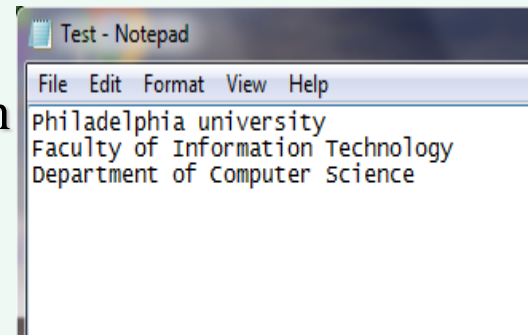 Test - Notepad
File Edit Format View Help
Philadelphia university
Faculty of Information Technology
Department of Computer Science